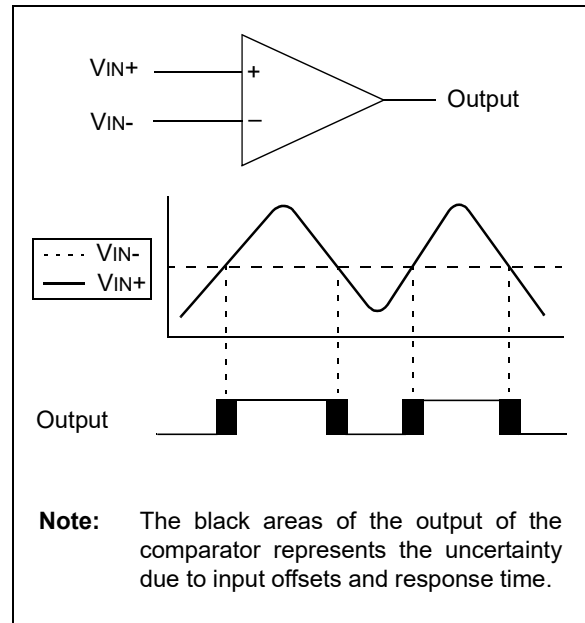 VIN+
+
Output
VIN-
–
VIN-
VIN+
Output
Note: The black areas of the output of the
comparator represents the uncertainty
due to input offsets and response time.